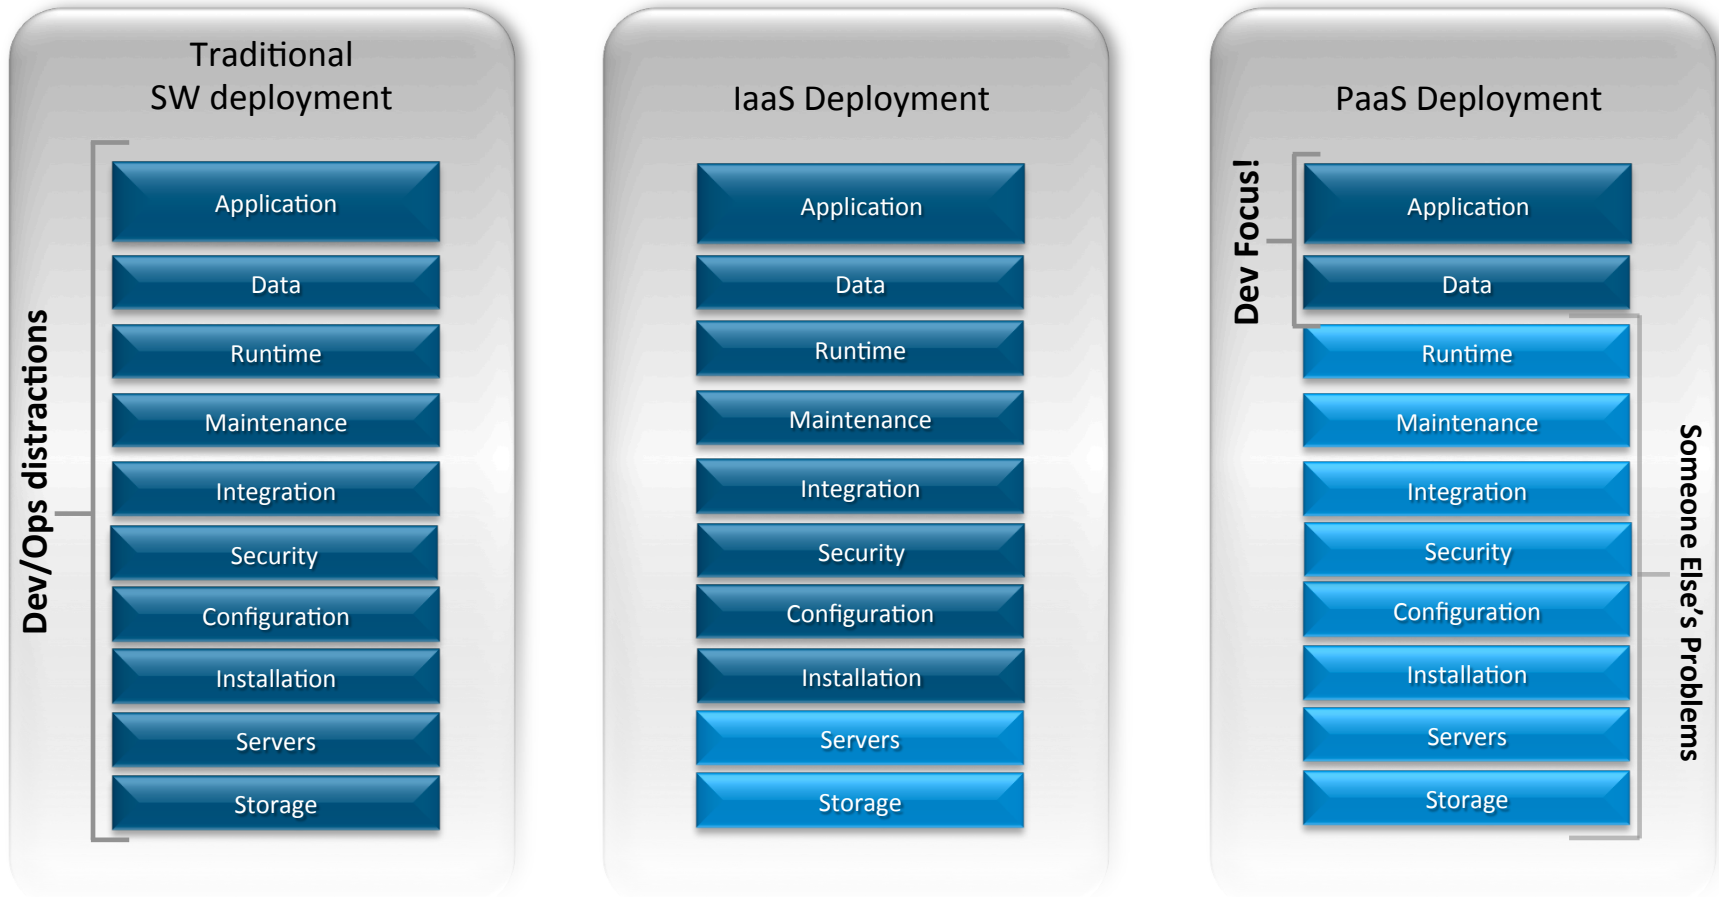 Traditional
SW deployment
Dev/Ops distractions
Application
Data
Runtime
Maintenance
Integration
Security
Configuration
Installation
Servers
Storage
IaaS Deployment
Application
Data
Runtime
Maintenance
Integration
Security
Configuration
Installation
Servers
Storage
PaaS Deployment
Dev Focus!
Application
Data
Runtime
Maintenance
Integration
Security
Configuration
Installation
Servers
Storage
Someone Else’s Problems